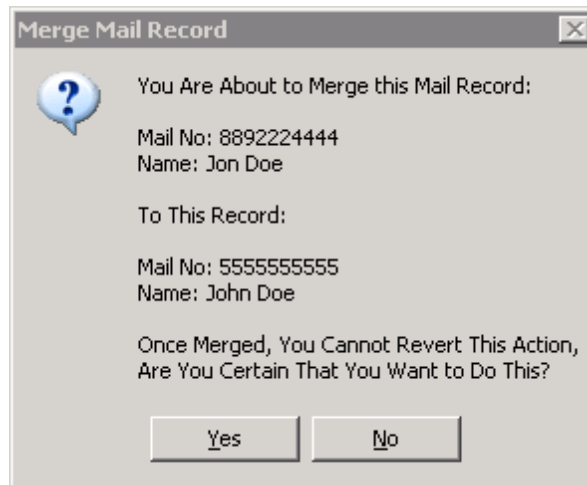 Merge Mail Record
You Are About to Merge this Mail Record:
Mail No: 8892224444
Name: Jon Doe
To This Record:
Mail No: 5555555555
Name: John Doe
Once Merged, You Cannot Revert This Action,
Are You Certain That You Want to Do This?
Yes
No